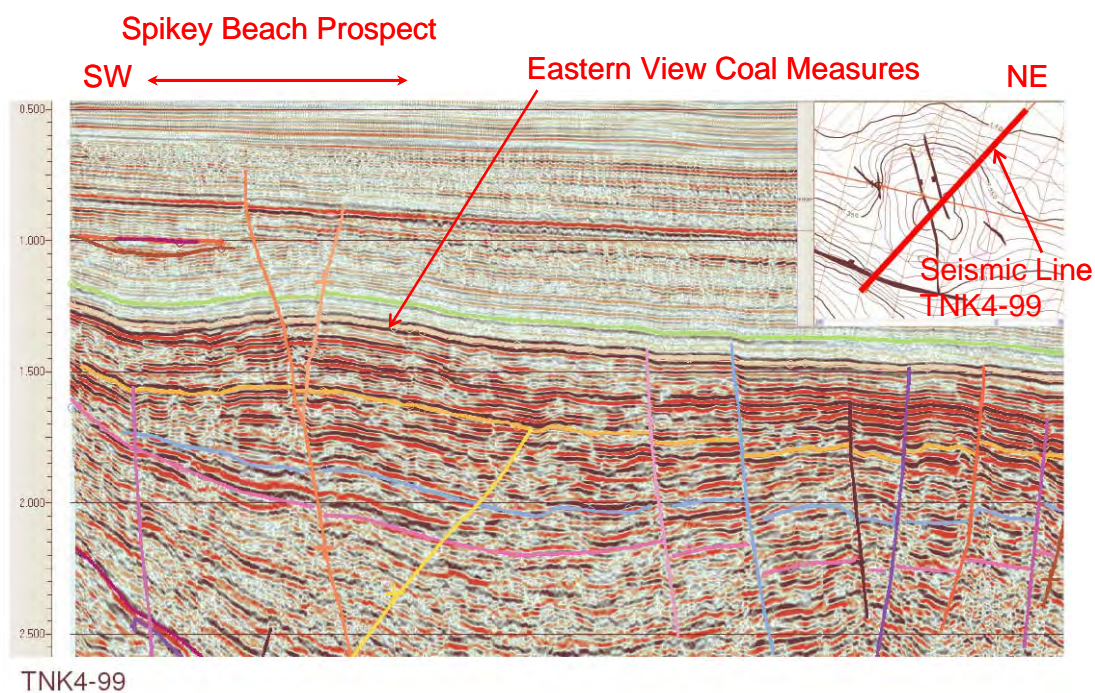 Spikey Beach Prospect
SW
Eastern View Coal Measures
NE
0.500
1.000
1.500
2.000
2.500
Seismic Line
TNK4-99
TNK4-99